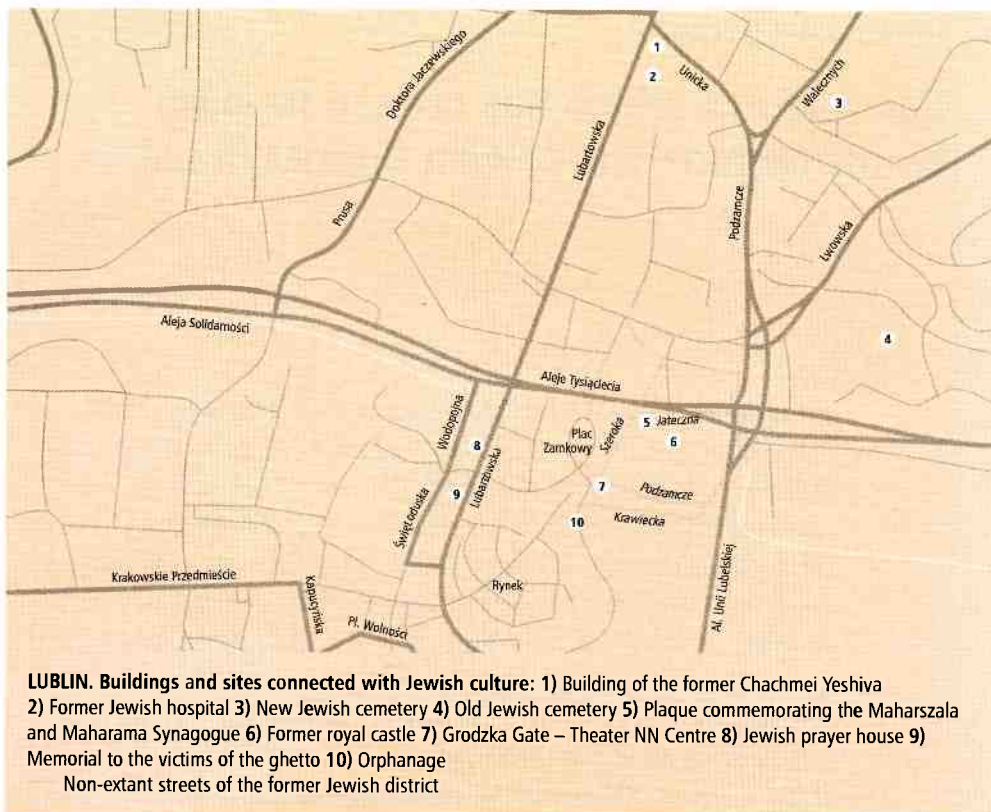 1
Unicka
2
Doktora Jaczewskiego
Walecznych
3
Lubartowska
Prusa
Podzamcze
Lwowska
Aleja Solidarności
4
Aleje Tysiąclecia
Wodopojna
8
5 Jateczna
Plac
Zamkowy
Szeroka
6
Lubartowska
9
7
Podzamcze
Świętoduska
10
Krawiecka
Al. Unii Lubelskiej
Krakowskie Przedmieście
Kapucyńska
Rynek
Pl. Wolności
LUBLIN. Buildings and sites connected with Jewish culture: 1) Building of the former Chachmei Yeshiva
2) Former Jewish hospital 3) New Jewish cemetery 4) Old Jewish cemetery 5) Plaque commemorating the Maharszala
and Maharama Synagogue 6) Former royal castle 7) Grodzka Gate – Theater NN Centre 8) Jewish prayer house 9)
Memorial to the victims of the ghetto 10) Orphanage
Non-extant streets of the former Jewish district